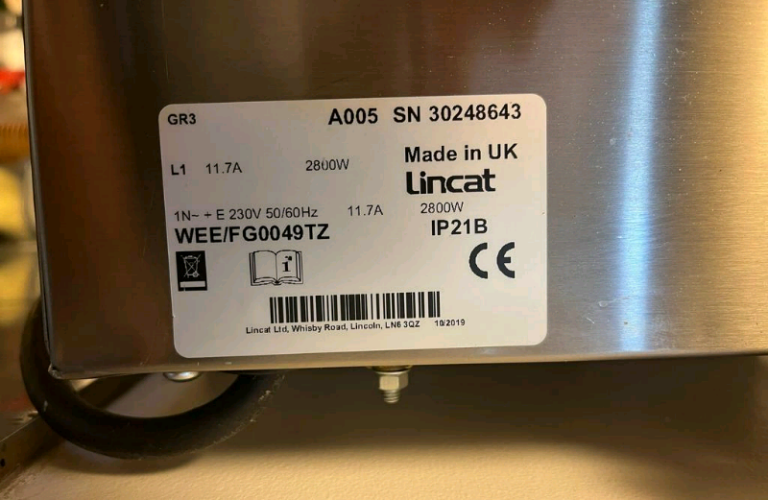 GR3 A005 SN 30248643
L1 11.7A 2800W Made in UK
Lincat
1N~ + E 230V 50/60Hz 11.7A 2800W
WEE/FG0049TZ IP21B
i
CE
Lincat Ltd, Whisby Road, Lincoln, LN6 3QZ 10/2019